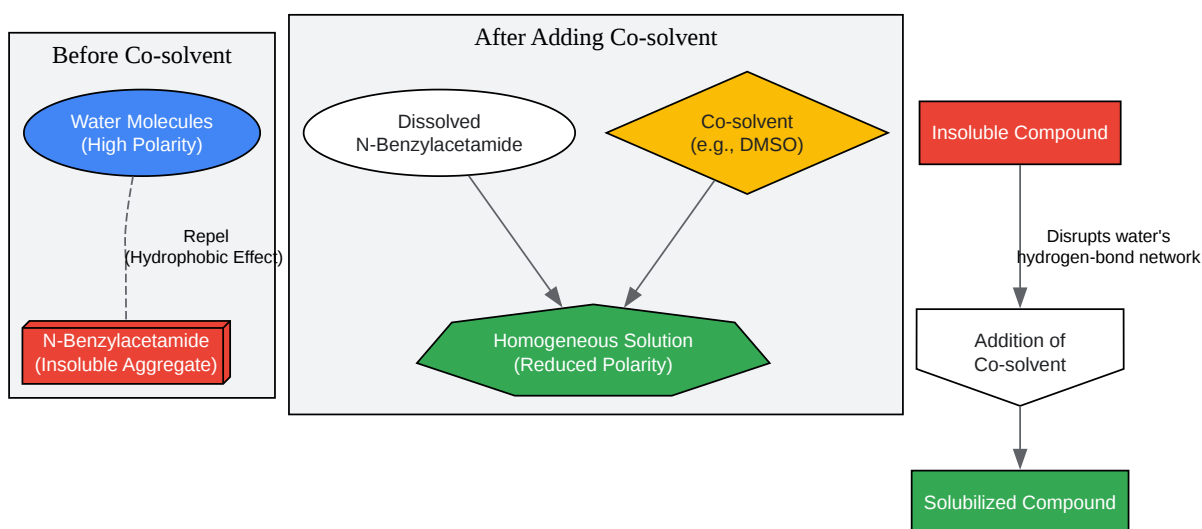 Before Co-solvent
Water Molecules
(High Polarity)
Repel
(Hydrophobic Effect)
N-Benzylacetamide
(Insoluble Aggregate)
After Adding Co-solvent
Dissolved
N-Benzylacetamide
Co-solvent
(e.g., DMSO)
Homogeneous Solution
(Reduced Polarity)
Insoluble Compound
Disrupts water's
hydrogen-bond network
Addition of
Co-solvent
Solubilized Compound